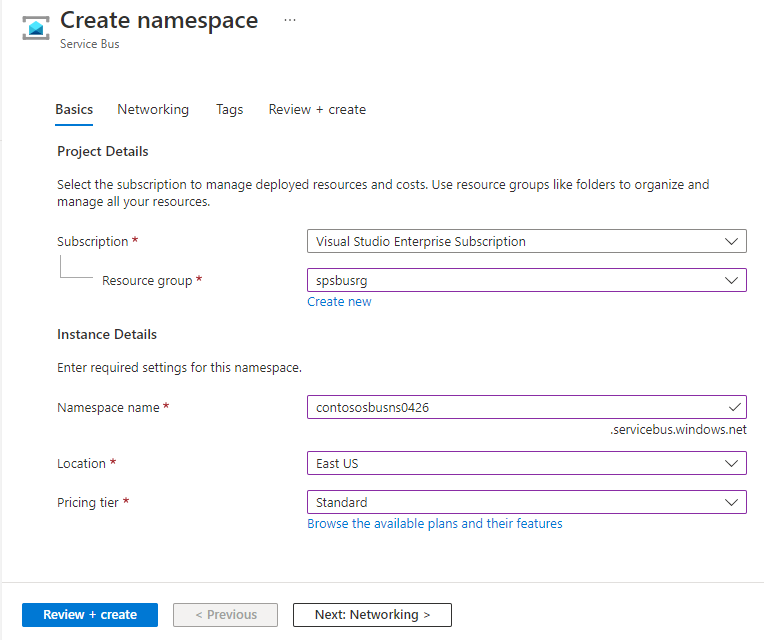 Create namespace ...
Service Bus
Basics Networking Tags Review + create
Project Details
Select the subscription to manage deployed resources and costs. Use resource groups like folders to organize and
manage all your resources.
Subscription * Visual Studio Enterprise Subscription
Resource group * spsbusrg
Create new
Instance Details
Enter required settings for this namespace.
Namespace name * contososbusns0426
.servicebus.windows.net
Location * East US
Pricing tier * Standard
Browse the available plans and their features
Review + create < Previous Next: Networking >